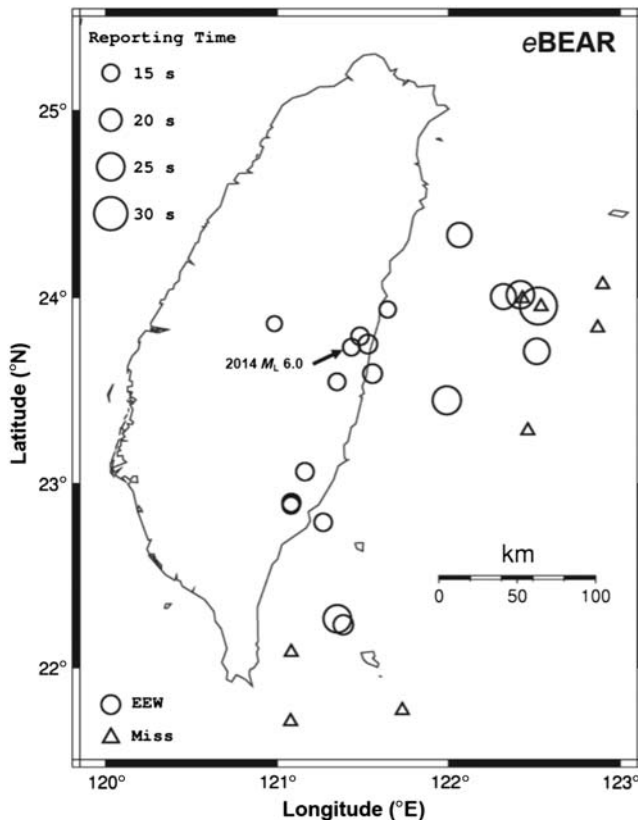 Reporting Time
eBEAR
15 s
20 s
25 s
30 s
25°
24°
23°
22°
Latitude (°N)
2014 ML 6.0
km
0 50 100
EEW
Miss
120° 121° 122° 123°
Longitude (°E)